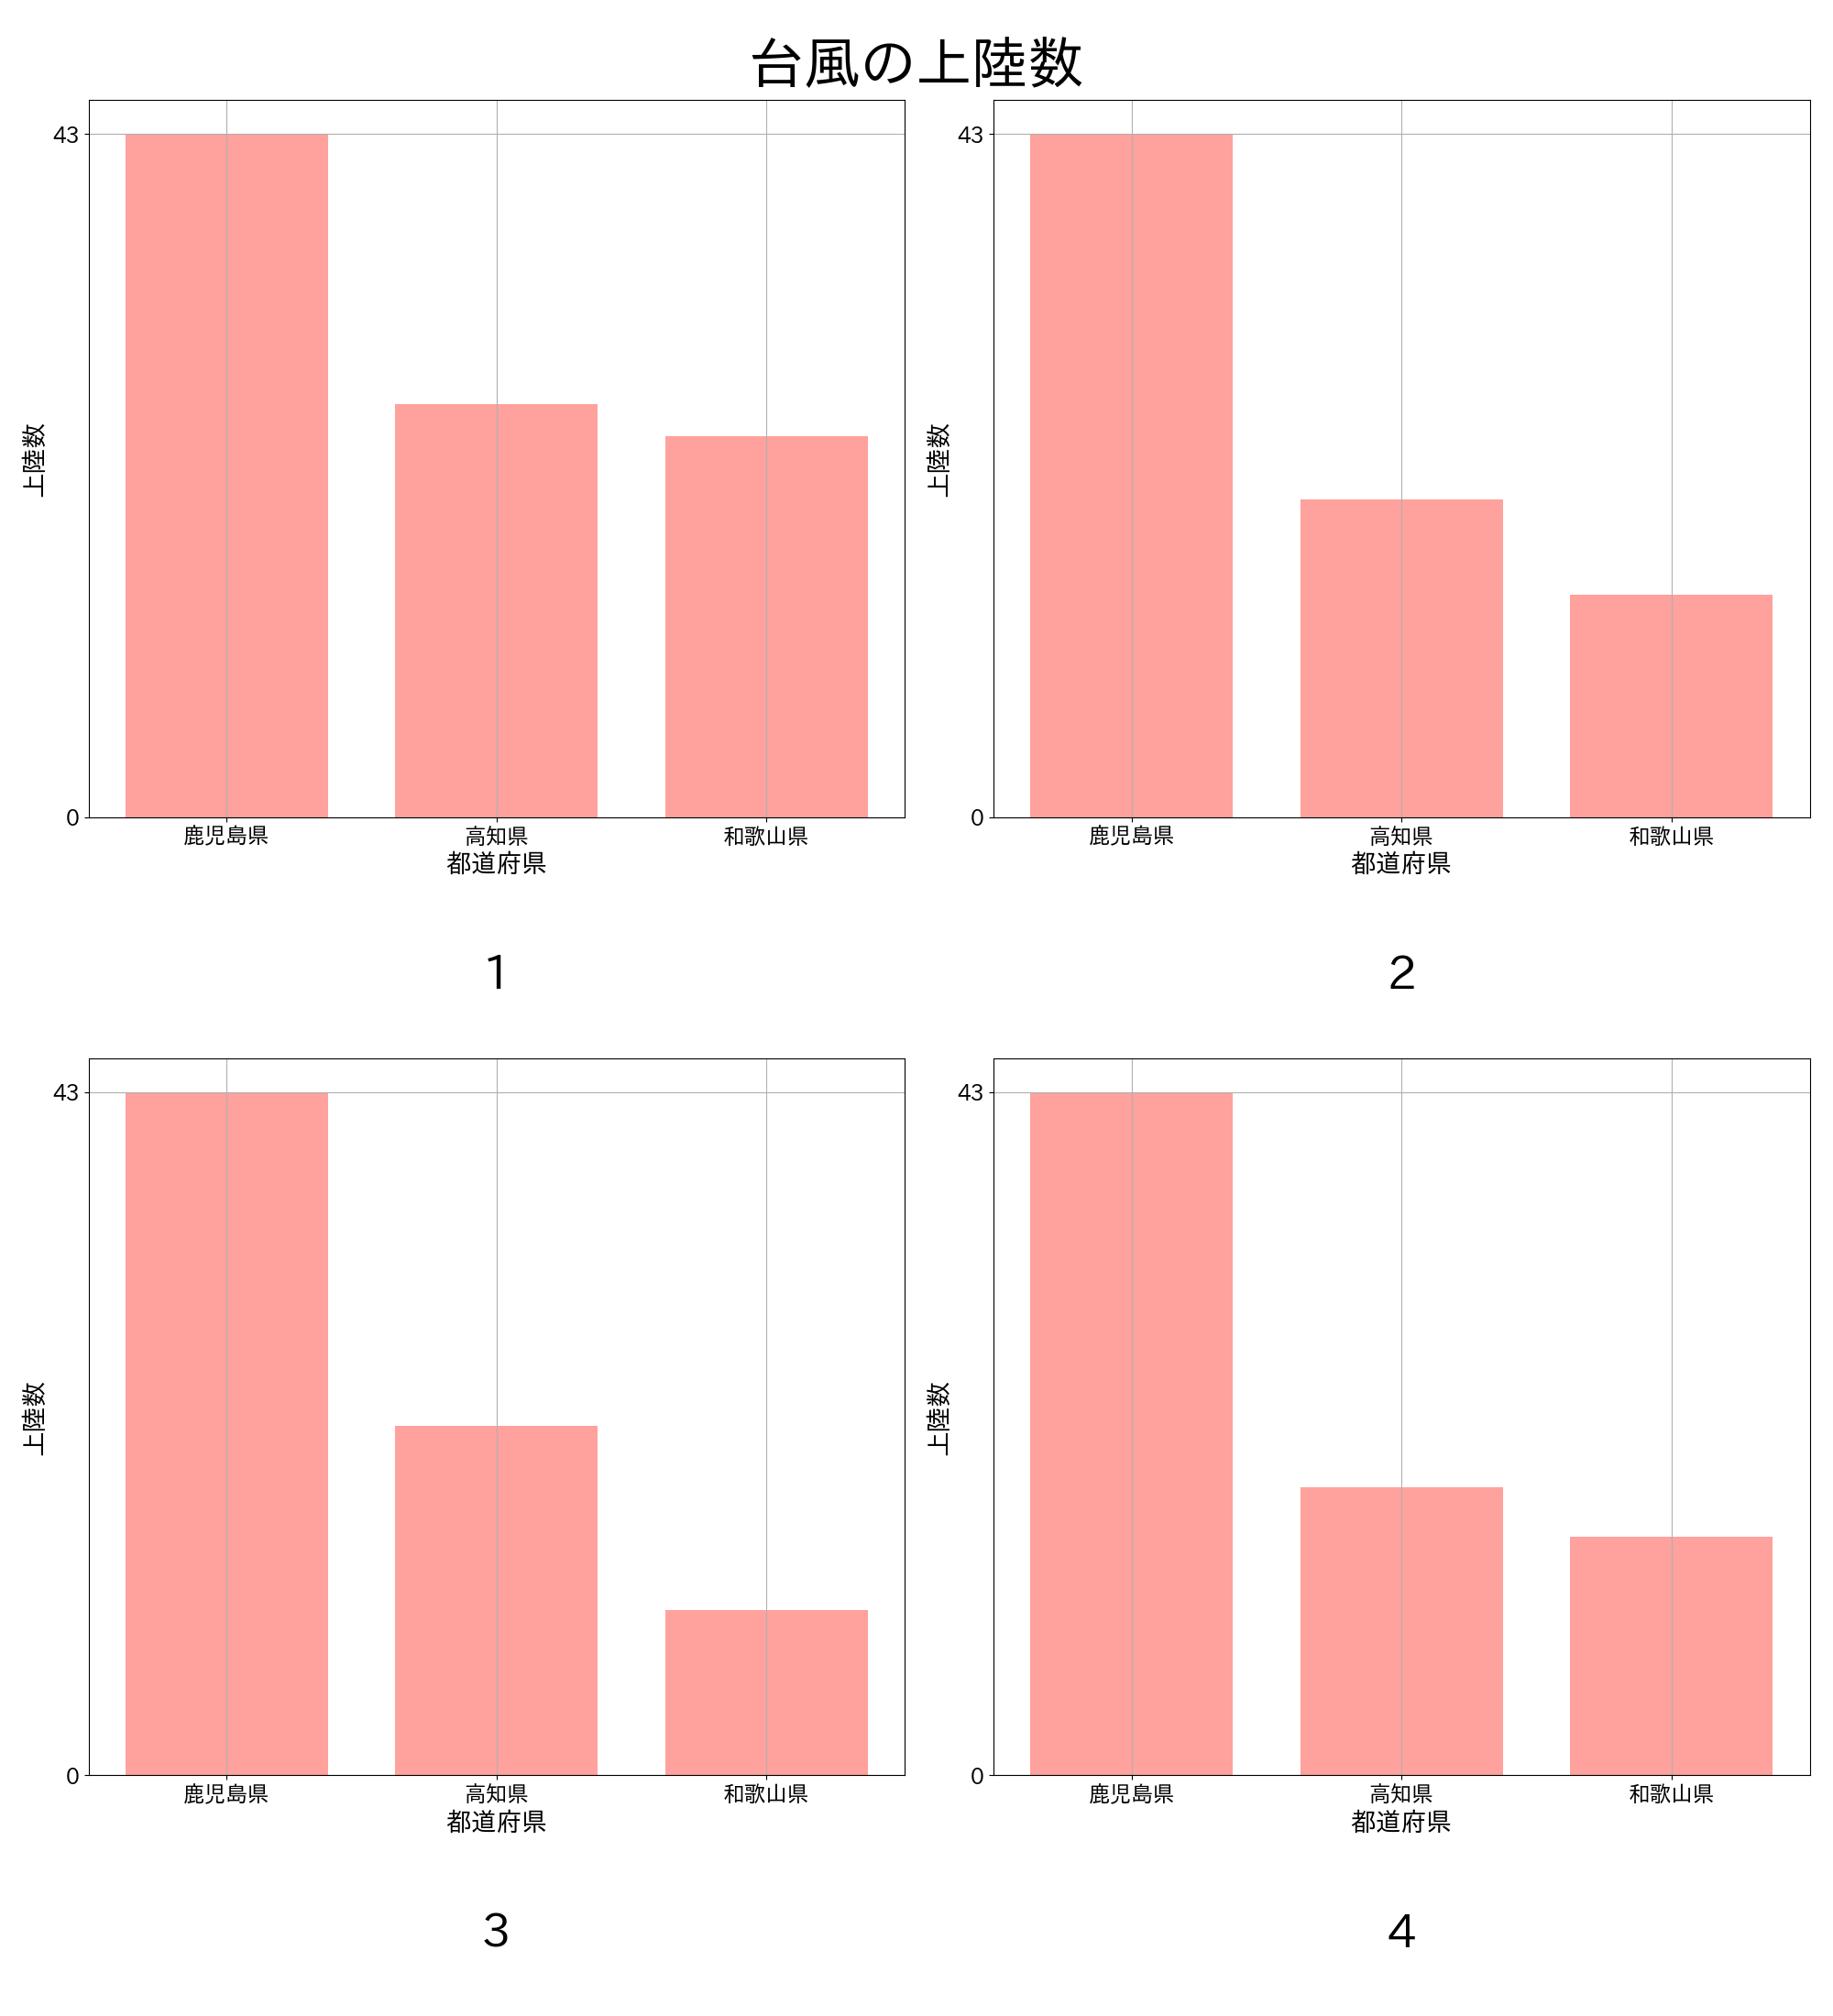 台風の上陸数
43
上陸数
0
鹿児島県 高知県 和歌山県
都道府県
1
43
上陸数
0
鹿児島県 高知県 和歌山県
都道府県
2
43
上陸数
0
鹿児島県 高知県 和歌山県
都道府県
3
43
上陸数
0
鹿児島県 高知県 和歌山県
都道府県
4